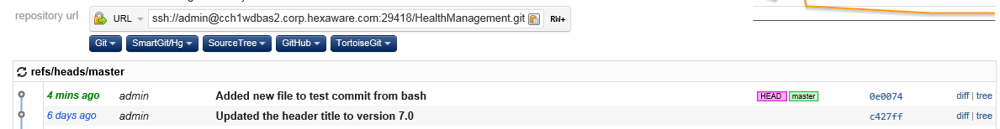 repository url URL ssh://admin@cch1wdbas2.corp.hexaware.com:29418/HealthManagement.git RW+
Git SmartGit/Hg SourceTree GitHub TortoiseGit
refs/heads/master
4 mins ago admin Added new file to test commit from bash HEAD master 0e0074 diff | tree
6 days ago admin Updated the header title to version 7.0 c427ff diff | tree